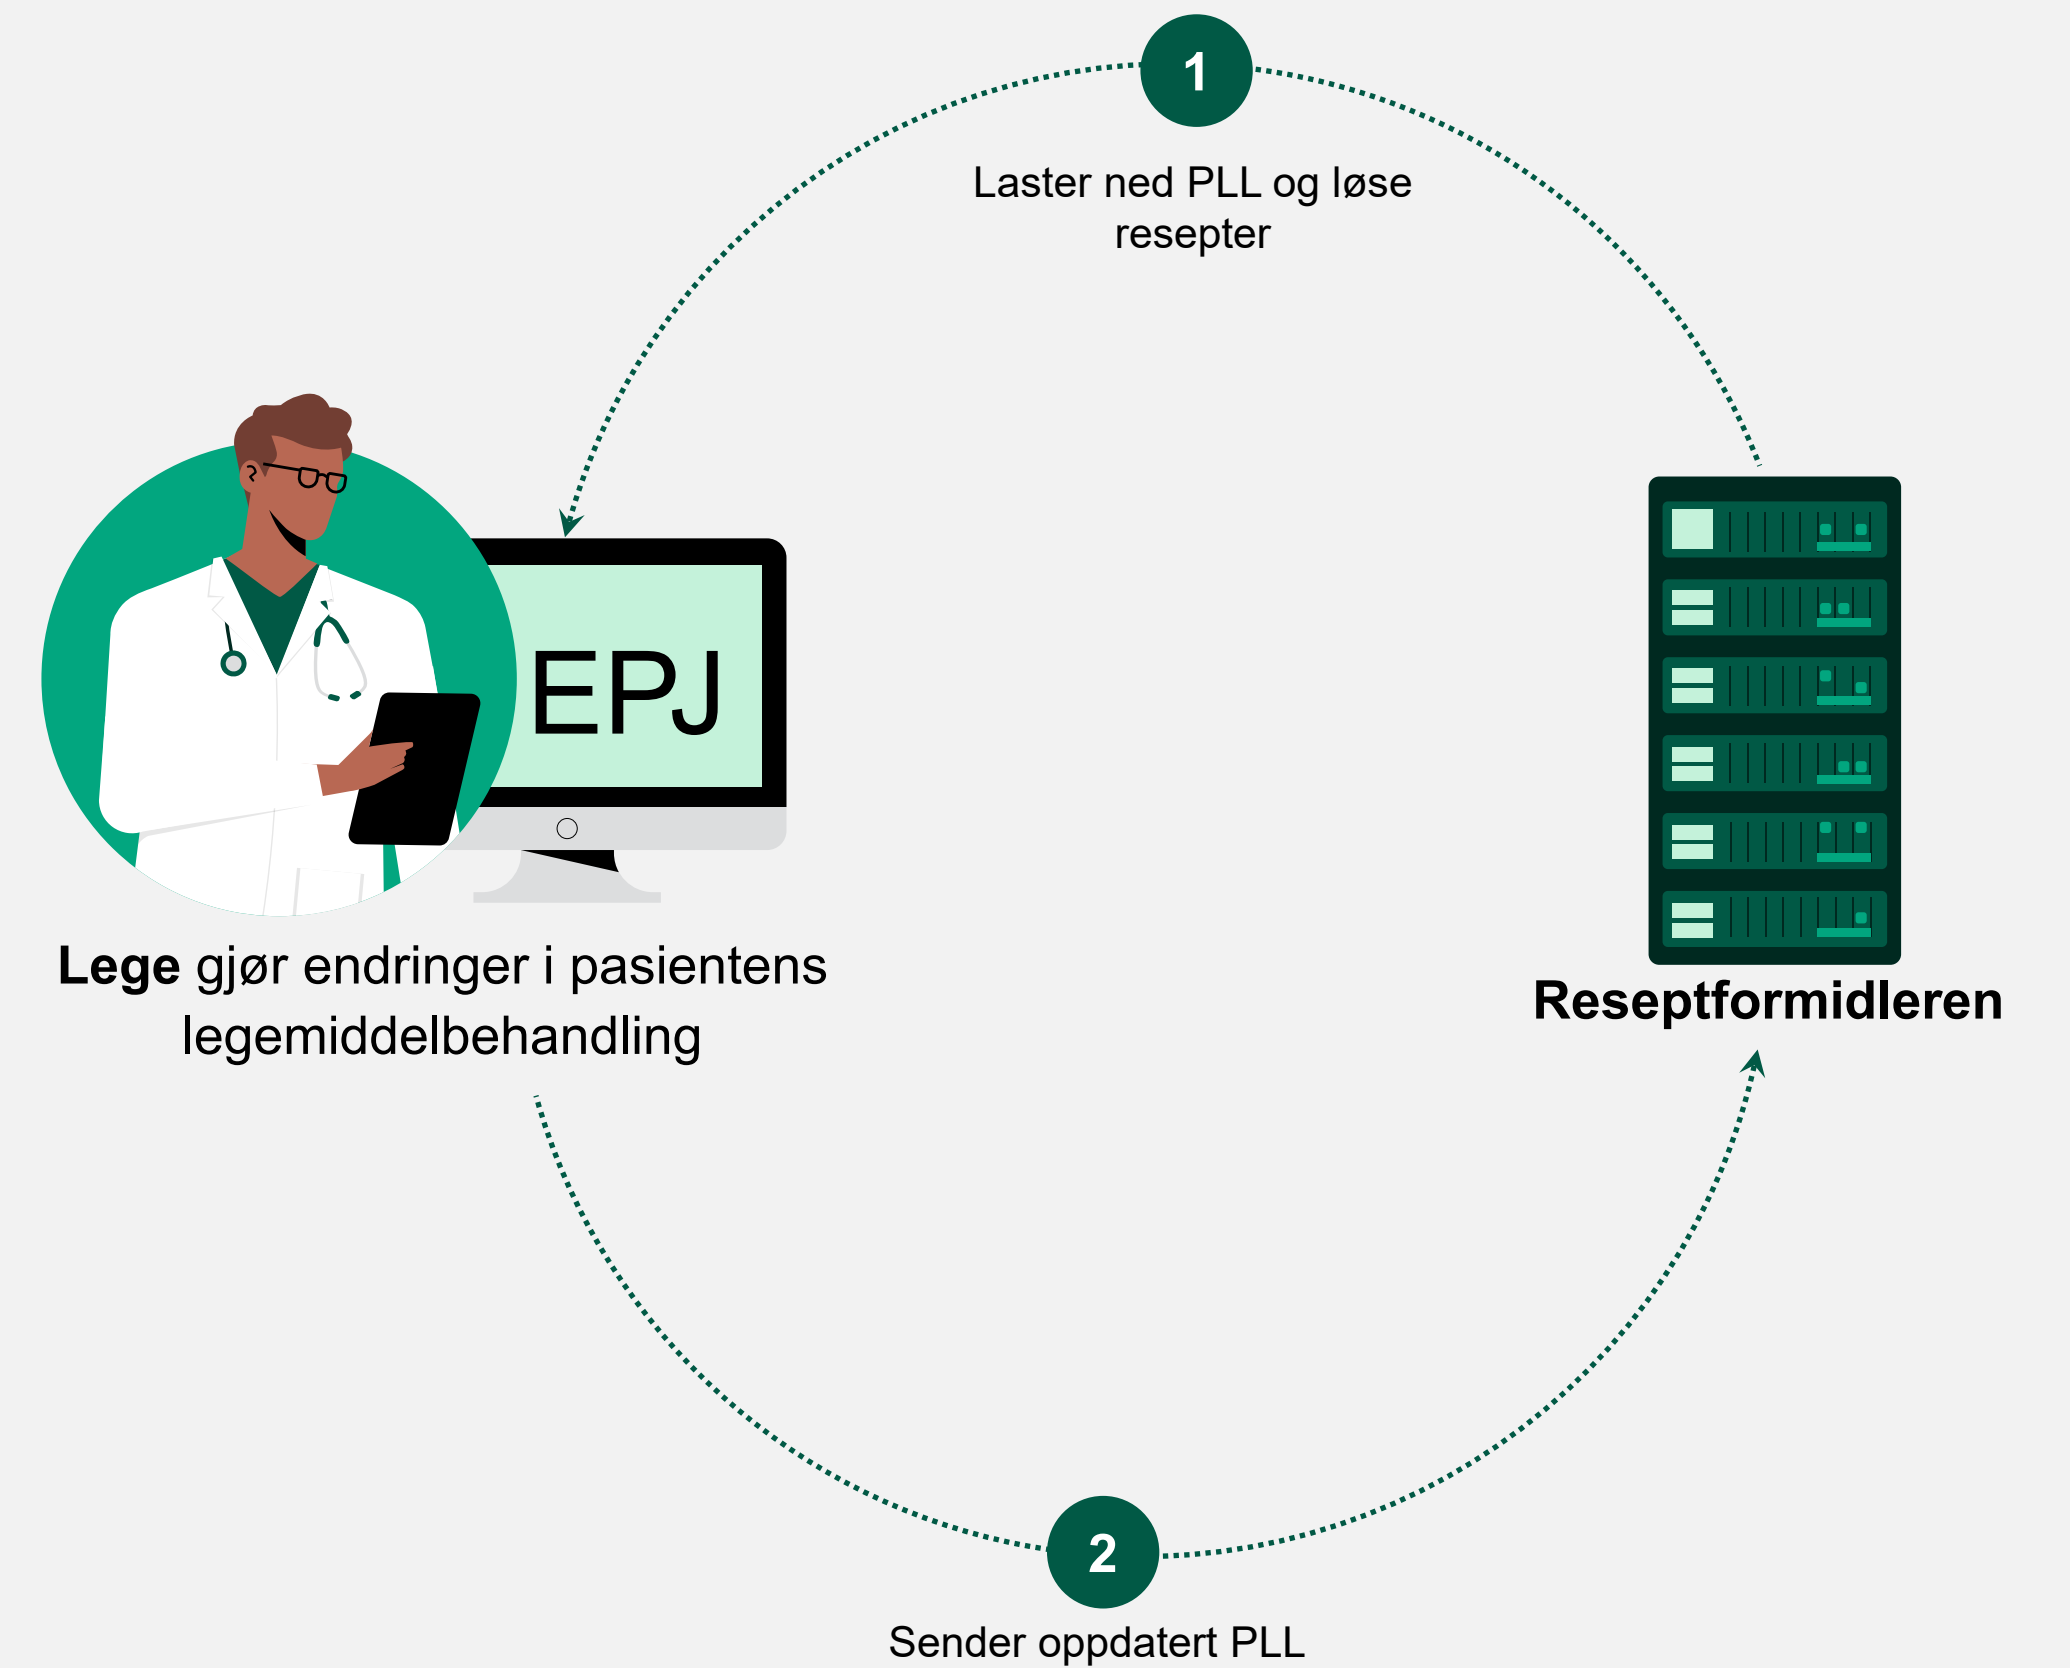 1
Laster ned PLL og løse
resepter
EPJ
Lege gjør endringer i pasientens
legemiddelbehandling
Reseptformidleren
2
Sender oppdatert PLL